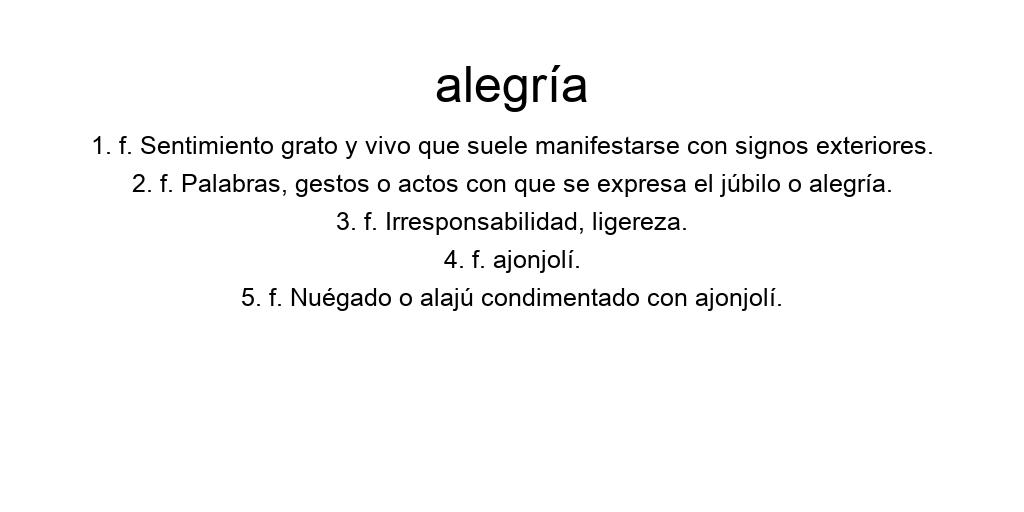 alegría
1. f. Sentimiento grato y vivo que suele manifestarse con signos exteriores.
2. f. Palabras, gestos o actos con que se expresa el júbilo o alegría.
3. f. Irresponsabilidad, ligereza.
4. f. ajonjolí.
5. f. Nuégado o alajú condimentado con ajonjolí.